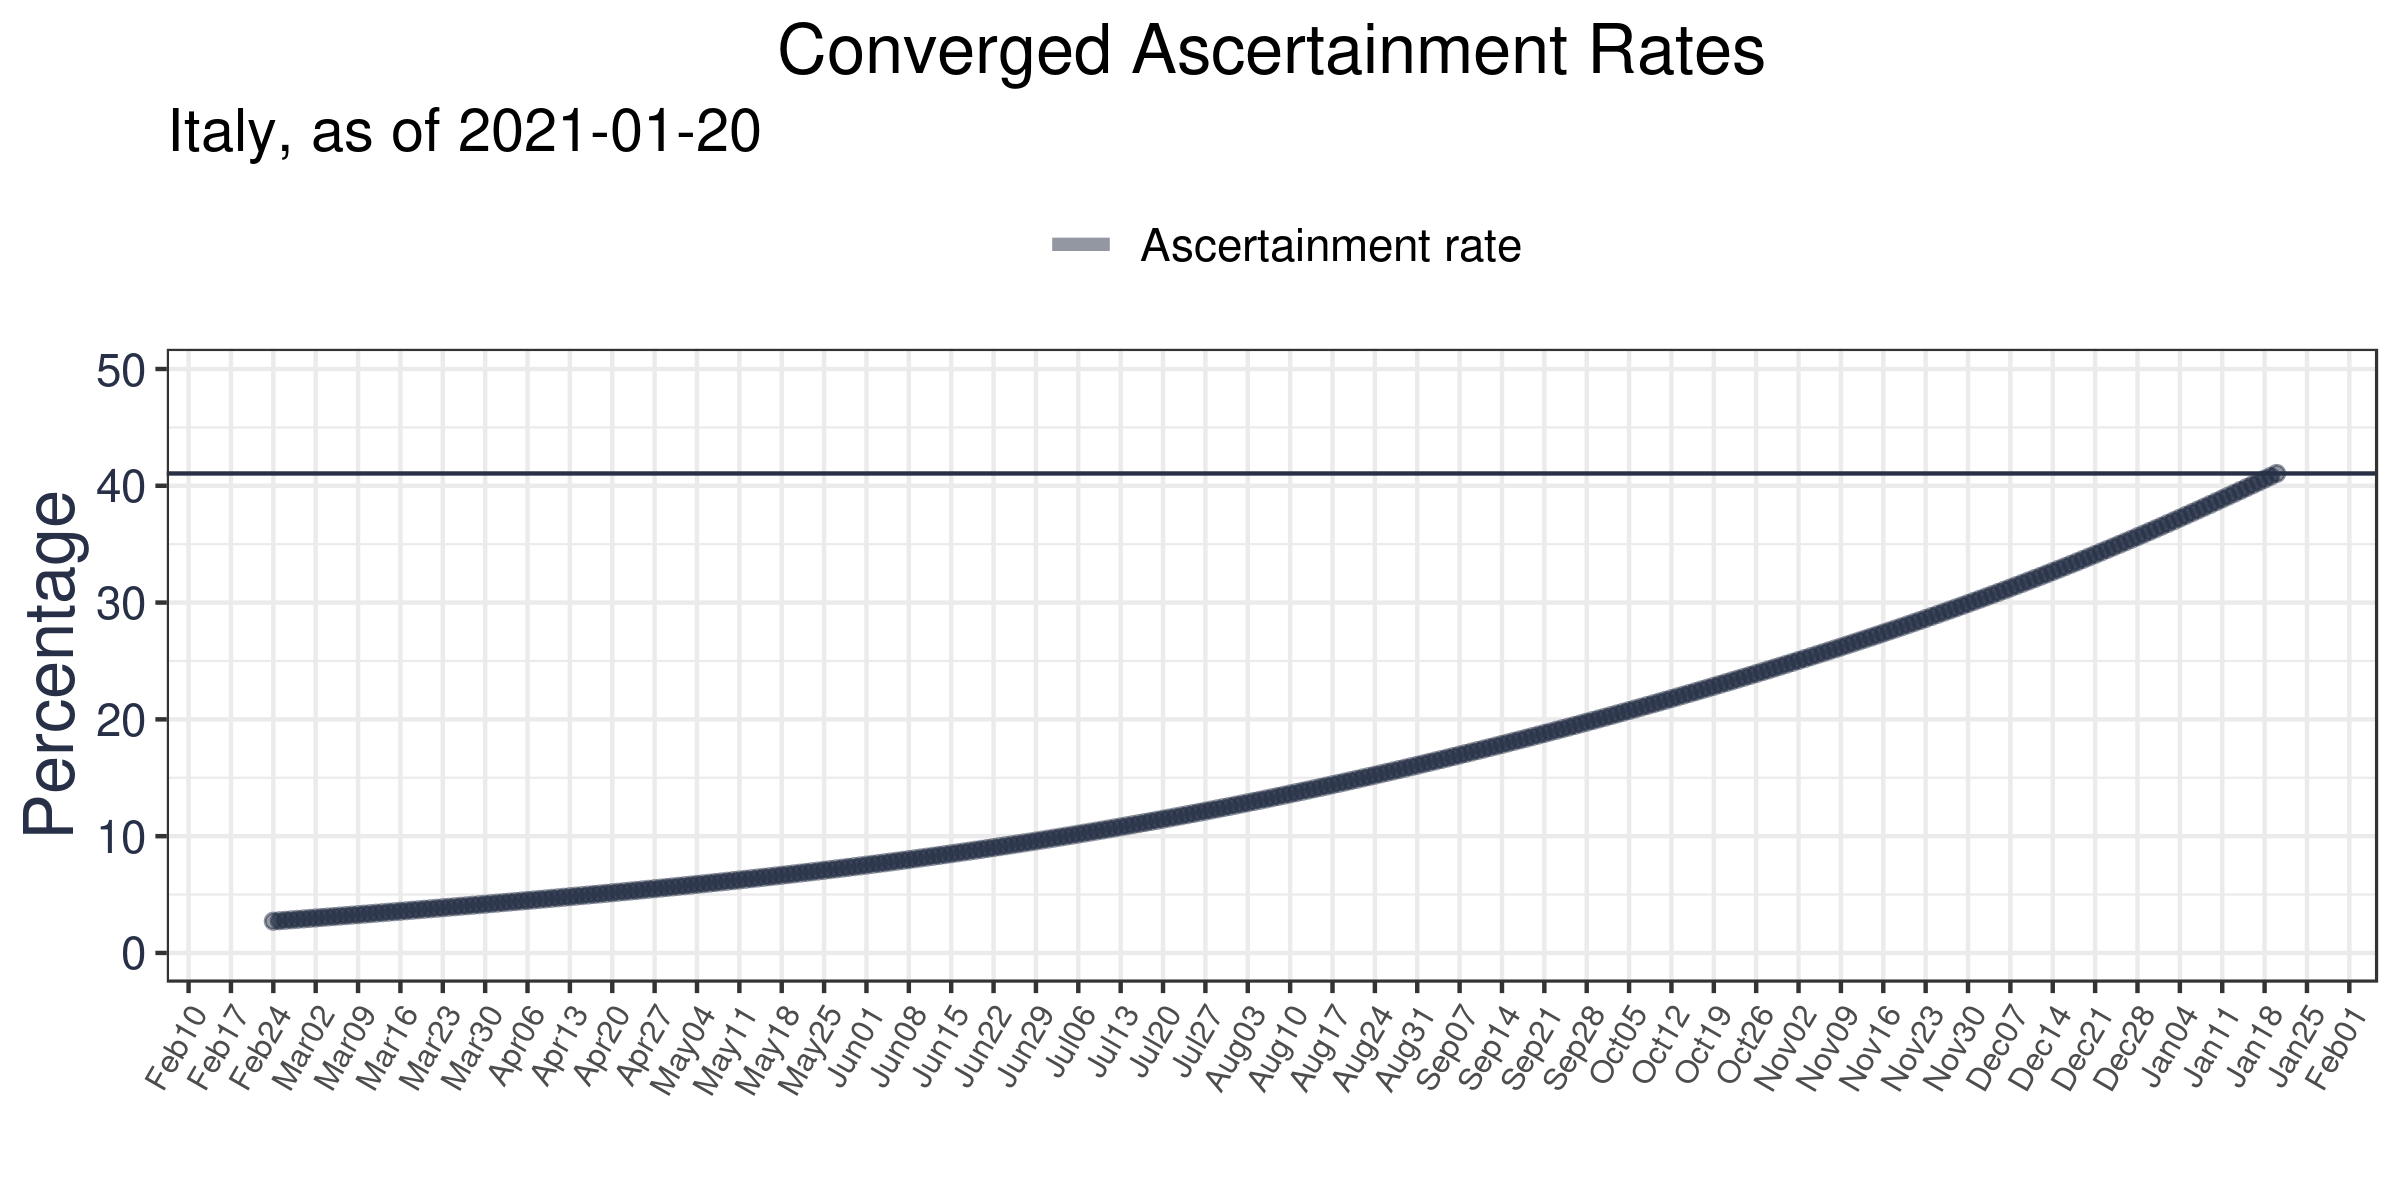 Converged Ascertainment Rates
Italy, as of 2021-01-20
Ascertainment rate
Percentage
50
40
30
20
10
0
Feb10 Feb17 Feb24 Mar02 Mar09 Mar16 Mar23 Mar30 Apr06 Apr13 Apr20 Apr27 May04 May11 May18 May25 Jun01 Jun08 Jun15 Jun22 Jun29 Jul06 Jul13 Jul20 Jul27 Aug03 Aug10 Aug17 Aug24 Aug31 Sep07 Sep14 Sep21 Sep28 Oct05 Oct12 Oct19 Oct26 Nov02 Nov09 Nov16 Nov23 Nov30 Dec07 Dec14 Dec21 Dec28 Jan04 Jan11 Jan18 Jan25 Feb01